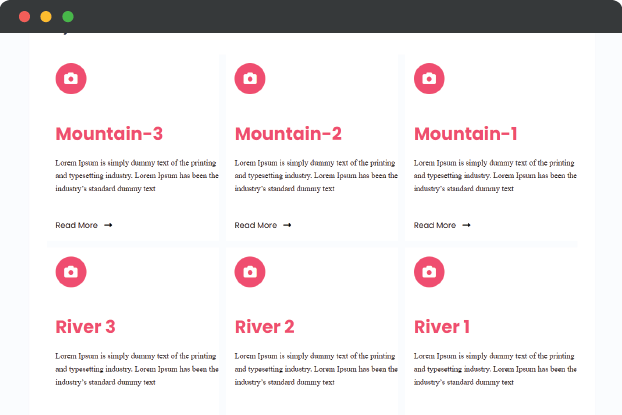 Mountain-3
Lorem Ipsum is simply dummy text of the printing
and typesetting industry. Lorem Ipsum has been the
industry's standard dummy text
Read More →
Mountain-2
Lorem Ipsum is simply dummy text of the printing
and typesetting industry. Lorem Ipsum has been the
industry's standard dummy text
Read More →
Mountain-1
Lorem Ipsum is simply dummy text of the printing
and typesetting industry. Lorem Ipsum has been the
industry's standard dummy text
Read More →
River 3
Lorem Ipsum is simply dummy text of the printing
and typesetting industry. Lorem Ipsum has been the
industry's standard dummy text
River 2
Lorem Ipsum is simply dummy text of the printing
and typesetting industry. Lorem Ipsum has been the
industry's standard dummy text
River 1
Lorem Ipsum is simply dummy text of the printing
and typesetting industry. Lorem Ipsum has been the
industry's standard dummy text